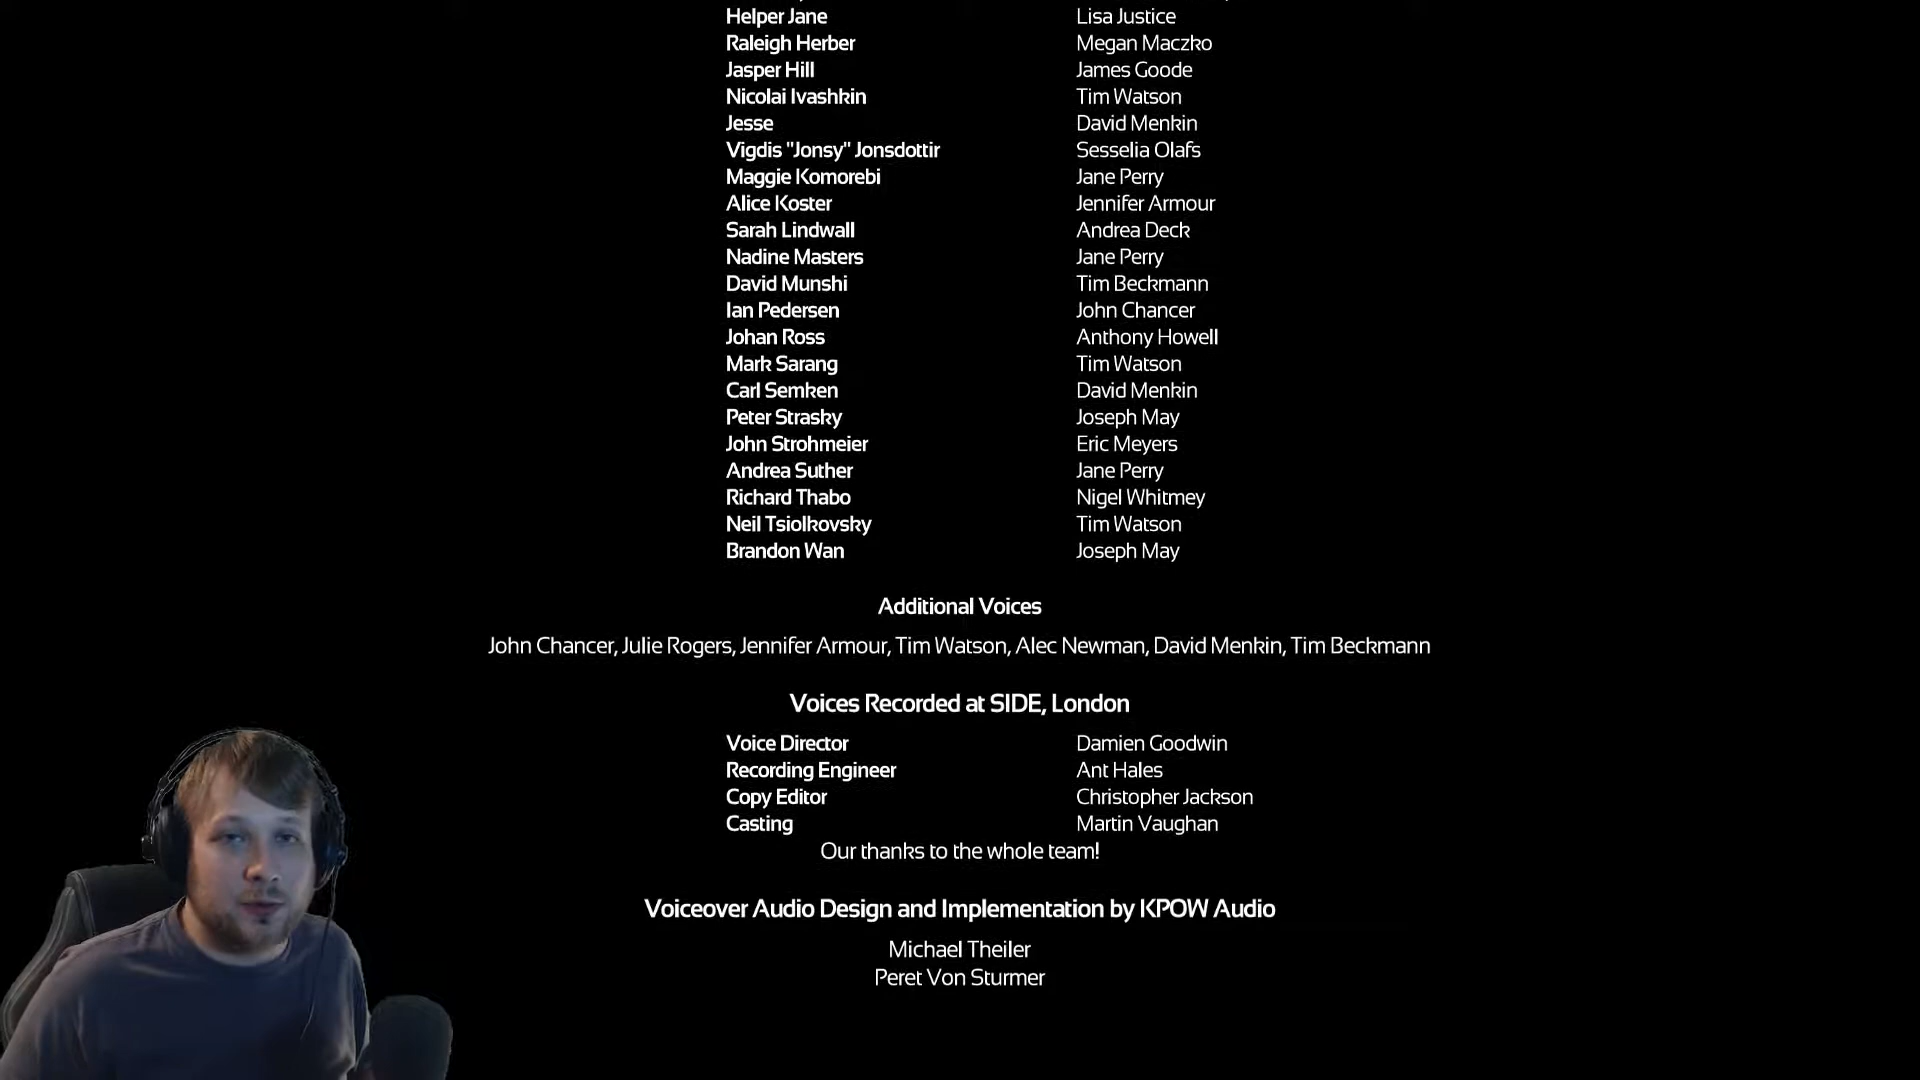 Helper Jane Lisa Justice
Raleigh Herber Megan Maczko
Jasper Hill James Goode
Nicolai Ivashkin Tim Watson
Jesse David Menkin
Vigdis "Jonsy" Jonsdottir Sesselia Olafs
Maggie Komorebi Jane Perry
Alice Koster Jennifer Armour
Sarah Lindwall Andrea Deck
Nadine Masters Jane Perry
David Munshi Tim Beckmann
Ian Pedersen John Chancer
Johan Ross Anthony Howell
Mark Sarang Tim Watson
Carl Semken David Menkin
Peter Strasky Joseph May
John Strohmeier Eric Meyers
Andrea Suther Jane Perry
Richard Thabo Nigel Whitmey
Neil Tsiolkovsky Tim Watson
Brandon Wan Joseph May
Additional Voices
John Chancer, Julie Rogers, Jennifer Armour, Tim Watson, Alec Newman, David Menkin, Tim Beckmann
Voices Recorded at SIDE, London
Voice Director Damien Goodwin
Recording Engineer Ant Hales
Copy Editor Christopher Jackson
Casting Martin Vaughan
Our thanks to the whole team!
Voiceover Audio Design and Implementation by KPOW Audio
Michael Theiler
Peret Von Sturmer